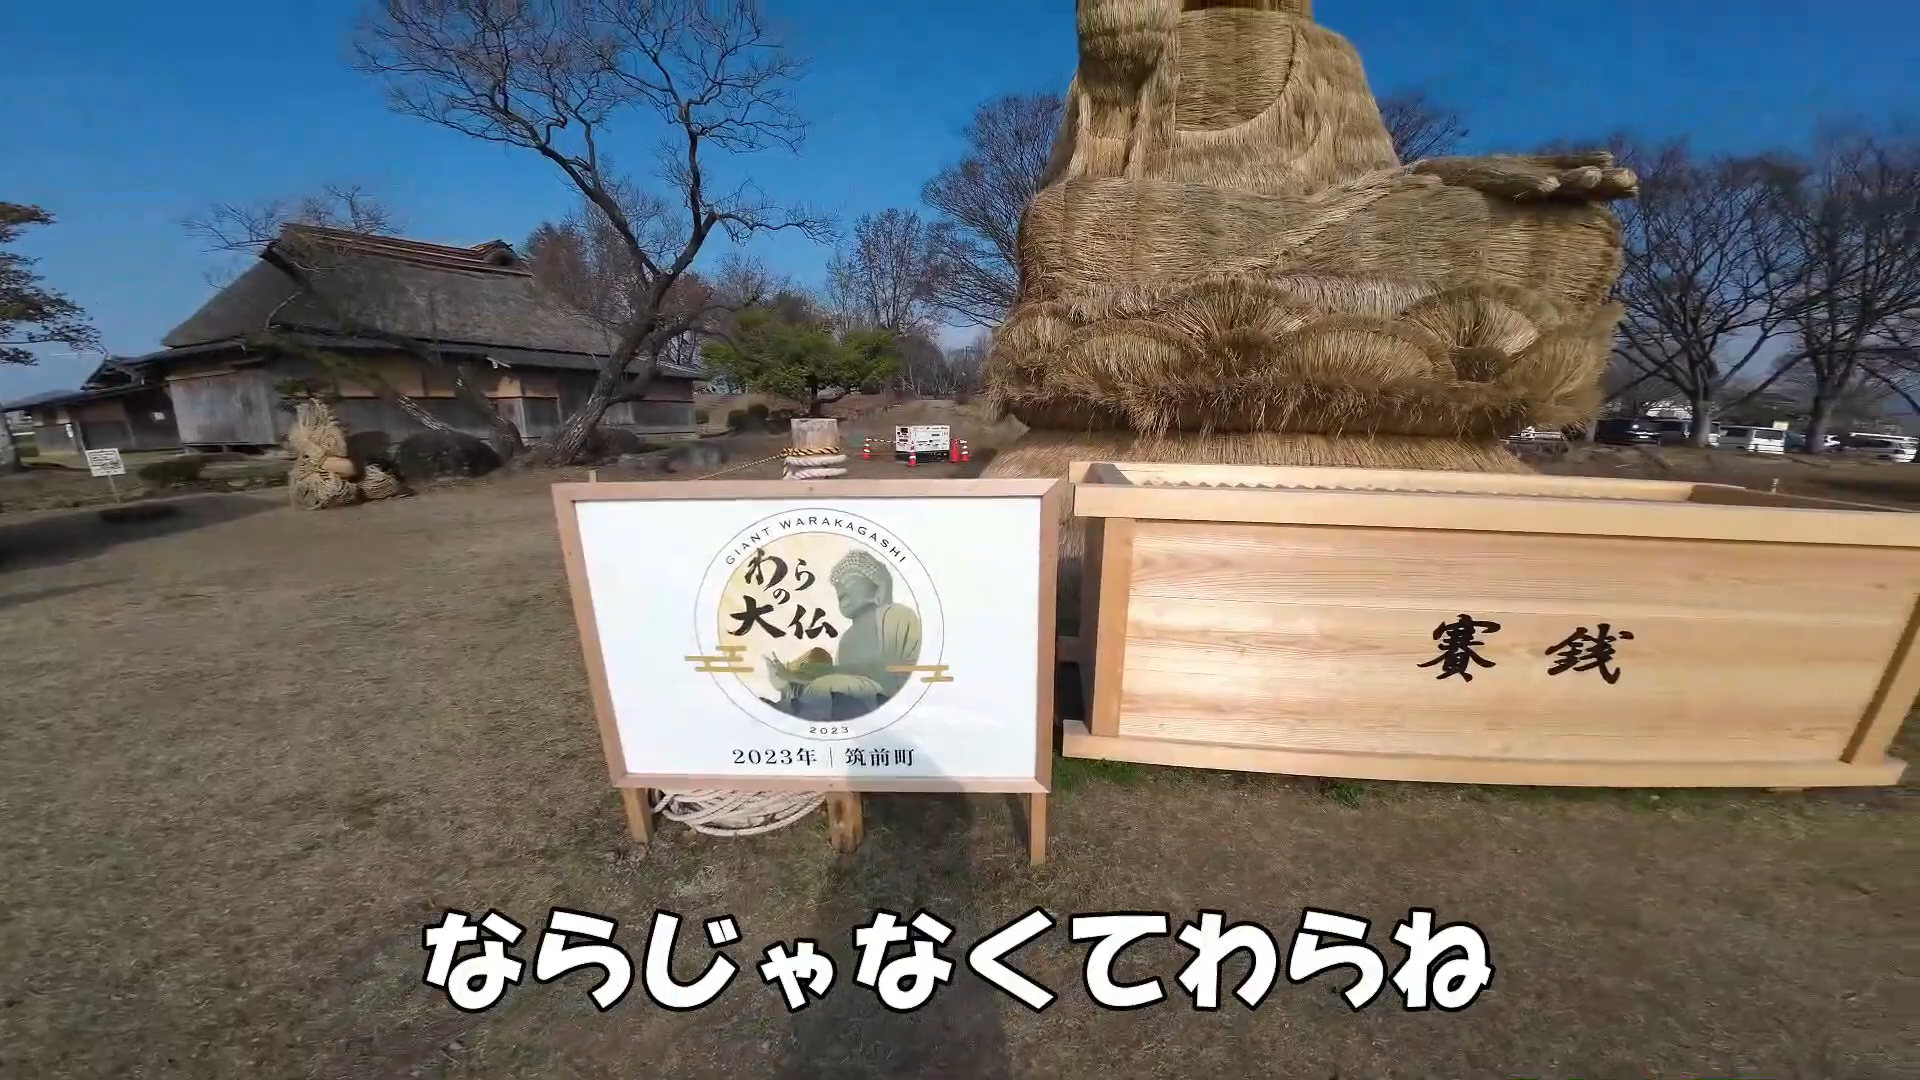 GIANT WARAKAGASHI
わらの
大仏
2023
2023年 | 筑前町
賽銭
ならじゃなくてわらね